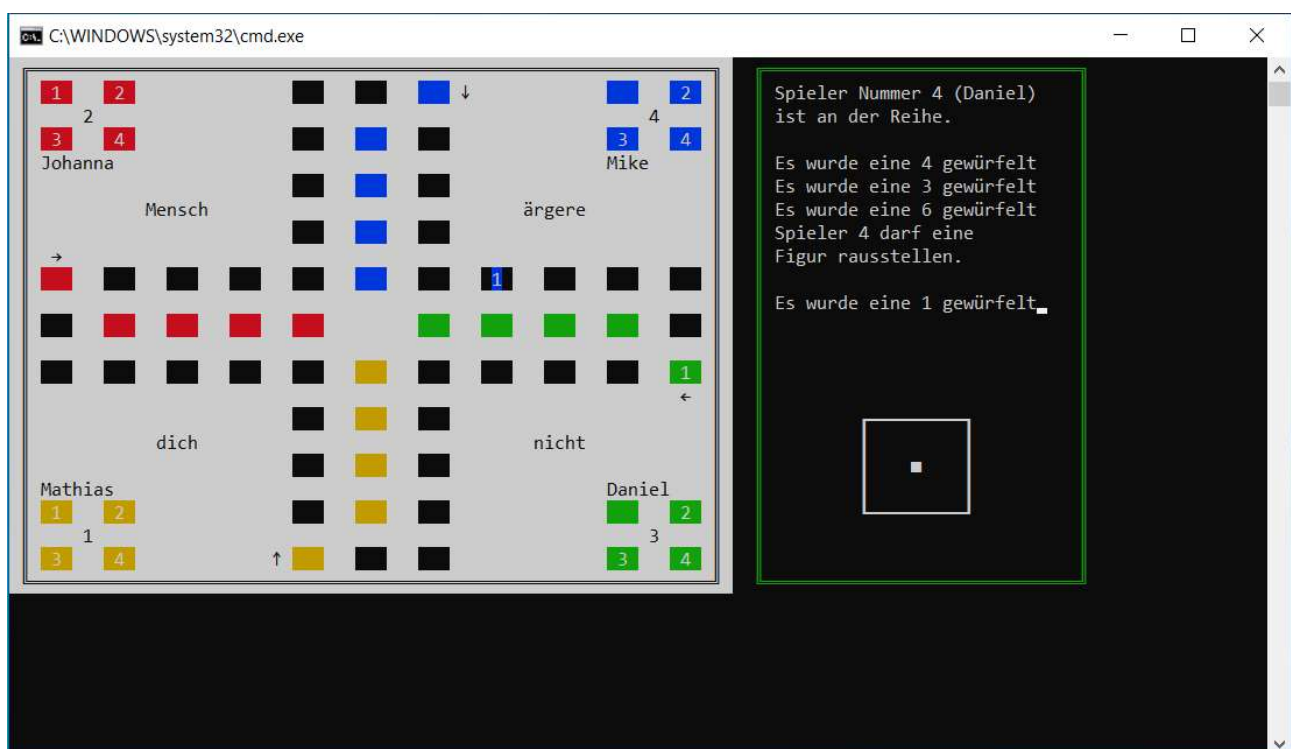 C:\WINDOWS\system32\cmd.exe
1 2
2
3 4
Johanna
↓
2
4
3 4
Mike
Mensch ärgere
→
1
1
←
dich nicht
Mathias
1 2
1
3 4
↑
Daniel
2
3
3 4
Spieler Nummer 4 (Daniel)
ist an der Reihe.
Es wurde eine 4 gewürfelt
Es wurde eine 3 gewürfelt
Es wurde eine 6 gewürfelt
Spieler 4 darf eine
Figur rausstellen.
Es wurde eine 1 gewürfelt